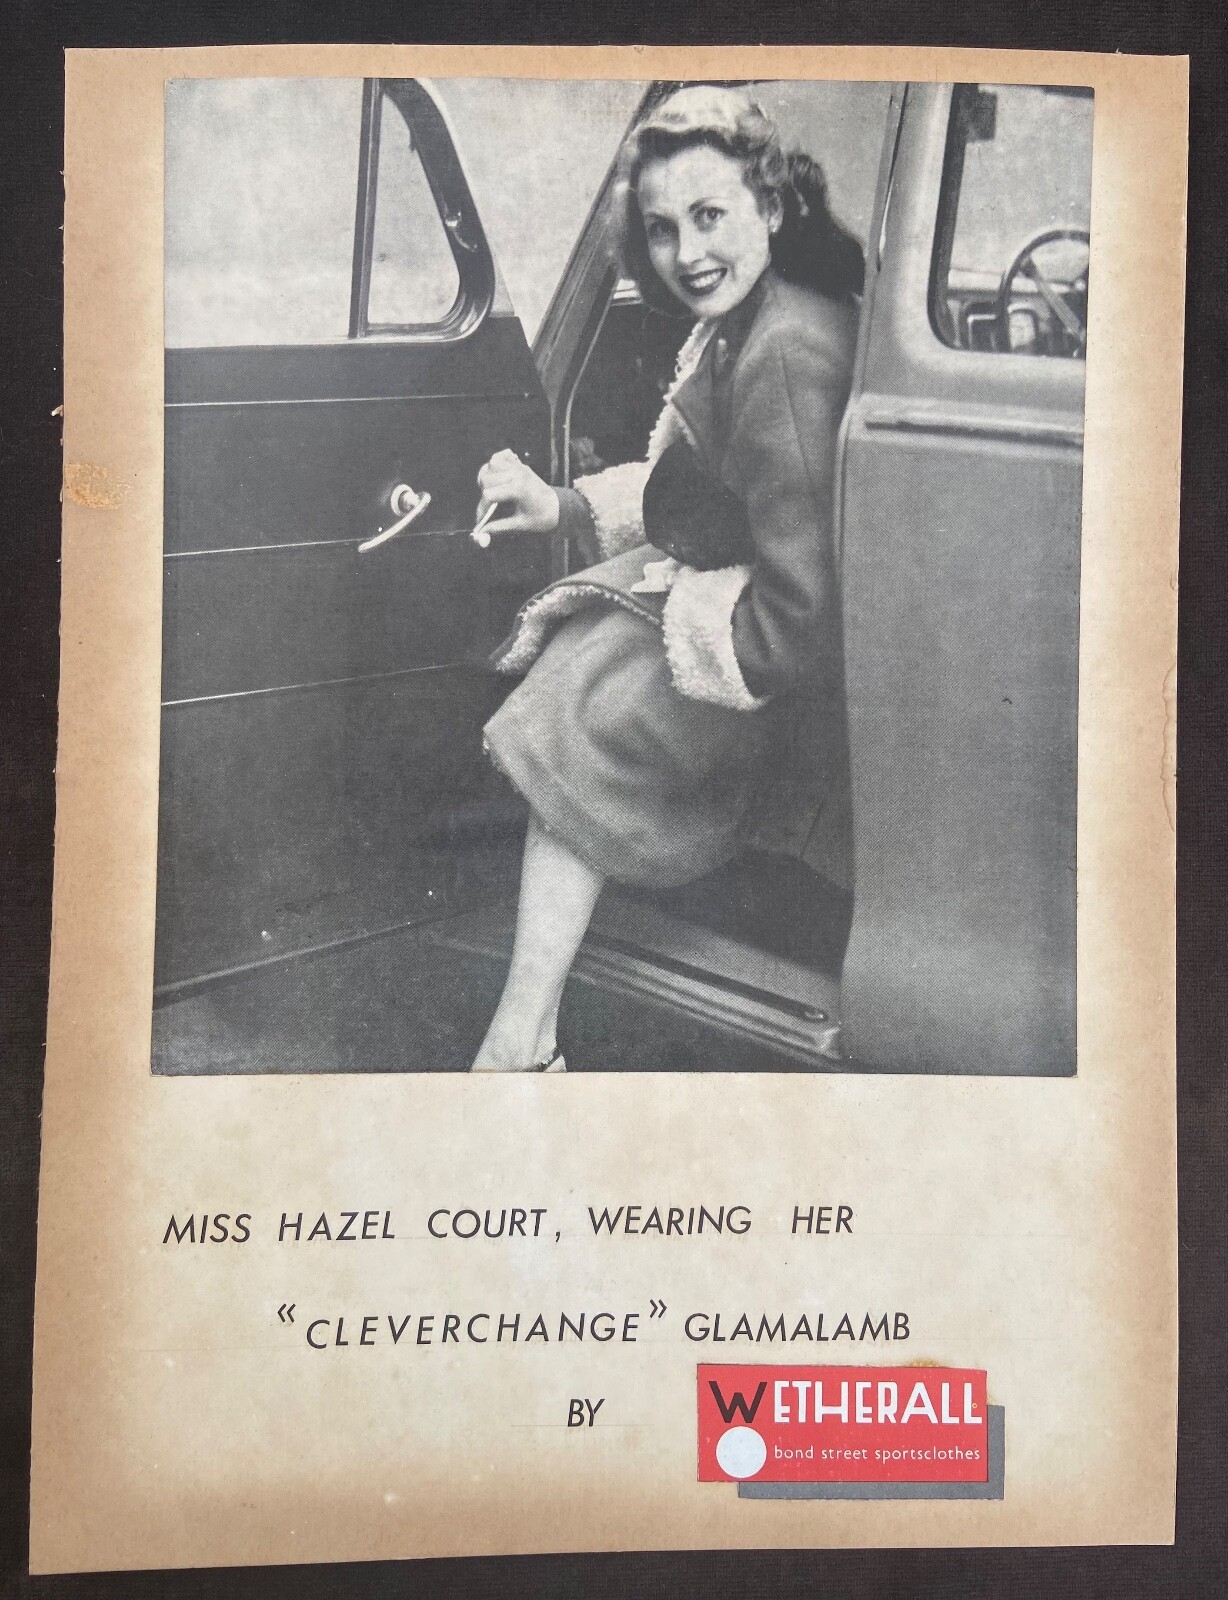 MISS HAZEL COURT, WEARING HER
“CLEVERCHANGE” GLAMALAMB
BY WETHERALL
bond street sportsclothes